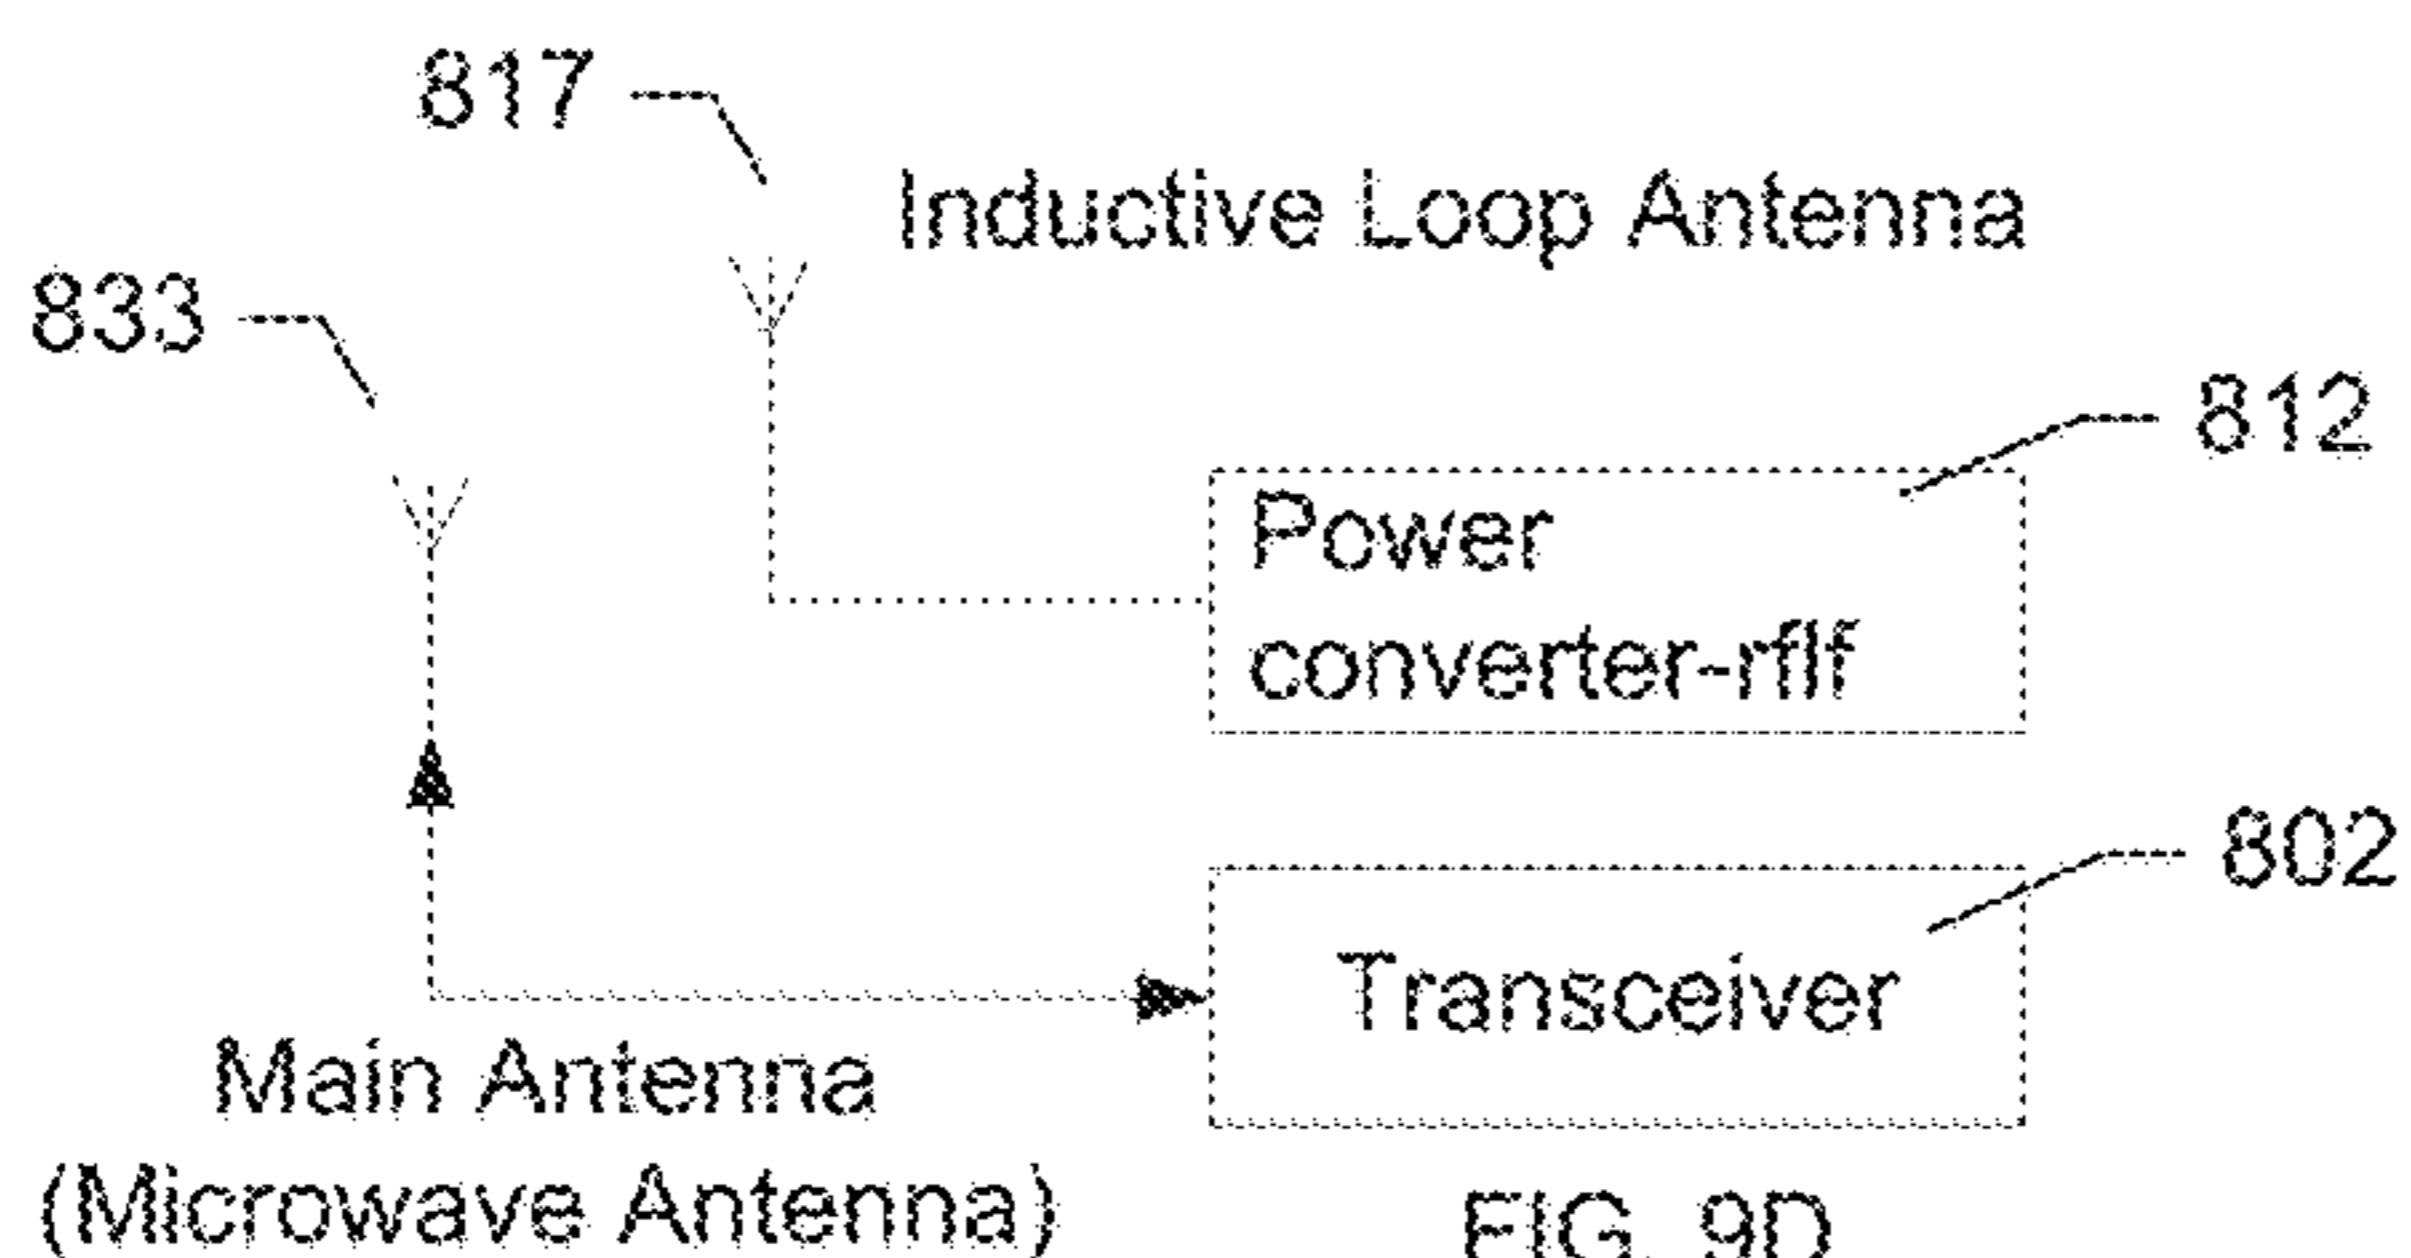 817
Inductive Loop Antenna
833
812
Power
converter-rflf
802
Transceiver
Main Antenna
(Microwave Antenna)
FIG. 9D